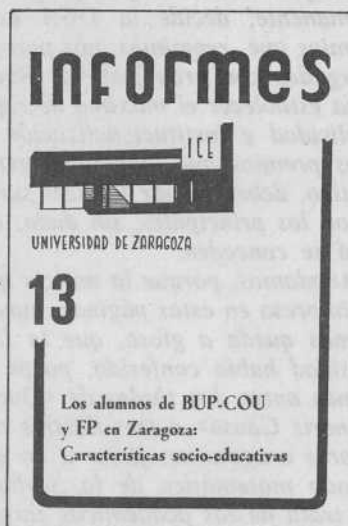 INFORMES
ICE
UNIVERSIDAD DE ZARAGOZA
13
Los alumnos de BUP-COU
y FP en Zaragoza:
Características socio-educativas